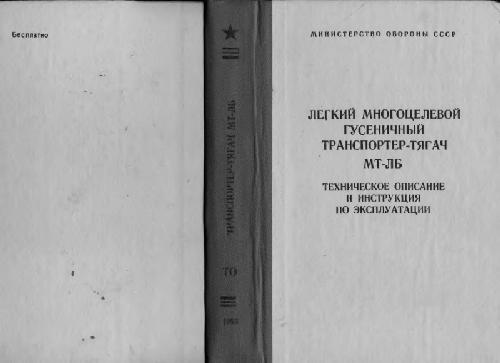 Бесплатно
ТРАНСПОРТЕР-ТЯГАЧ МТ-ЛБ
ТО
МИНИСТЕРСТВО ОБОРОНЫ СССР
ЛЕГКИЙ МНОГОЦЕЛЕВОЙ
ГУСЕНИЧНЫЙ
ТРАНСПОРТЕР-ТЯГАЧ
МТ-ЛБ
ТЕХНИЧЕСКОЕ ОПИСАНИЕ
И ИНСТРУКЦИЯ
ПО ЭКСПЛУАТАЦИИ